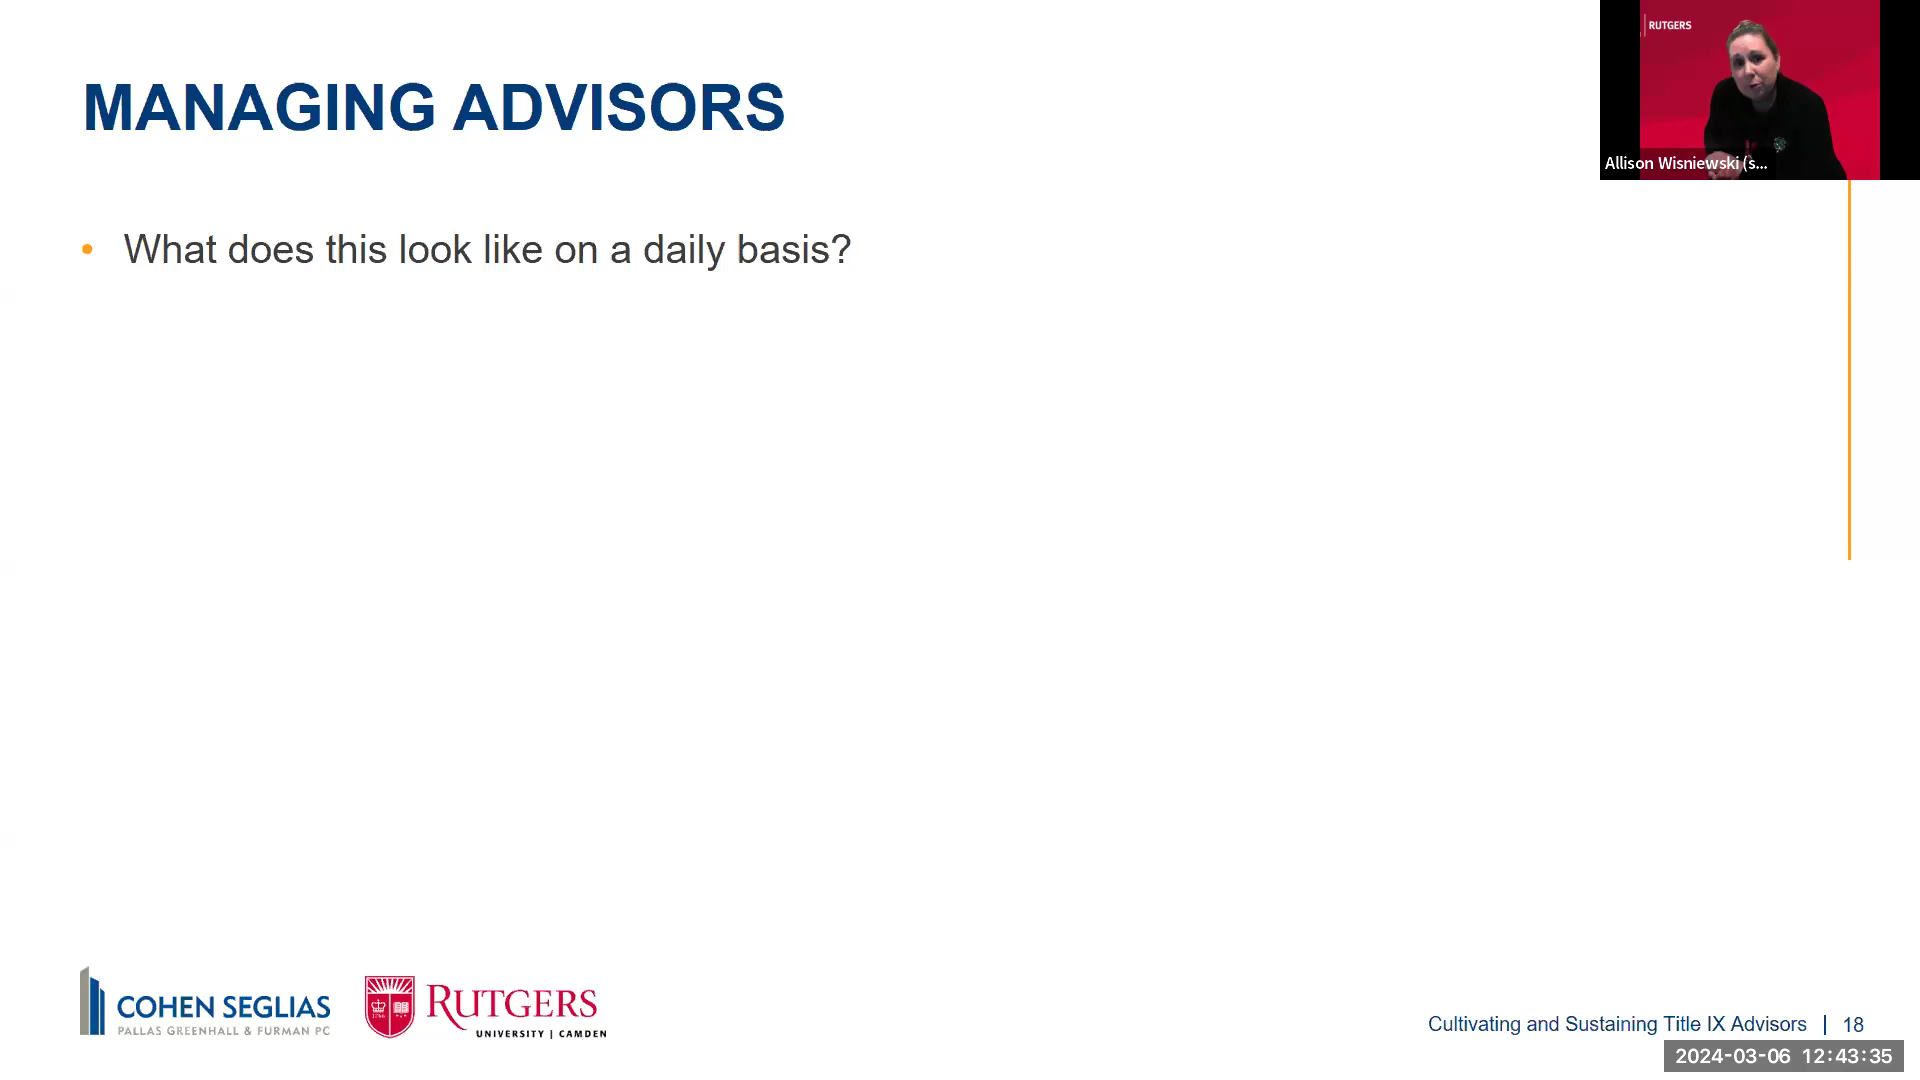 RUTGERS
MANAGING ADVISORS
Allison Wisniewski (s...
• What does this look like on a daily basis?
COHEN SEGLIAS
PALLAS GREENHALL & FURMAN PC
1766
RUTGERS
UNIVERSITY | CAMDEN
Cultivating and Sustaining Title IX Advisors | 18
2024-03-06 12:43:35